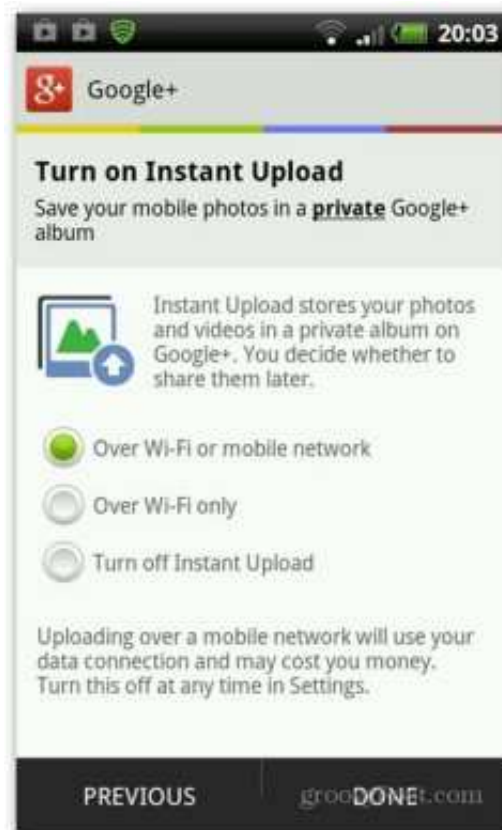 20:03
g+ Google+
Turn on Instant Upload
Save your mobile photos in a private Google+
album
Instant Upload stores your photos
and videos in a private album on
Google+. You decide whether to
share them later.
Over Wi-Fi or mobile network
Over Wi-Fi only
Turn off Instant Upload
Uploading over a mobile network will use your
data connection and may cost you money.
Turn this off at any time in Settings.
PREVIOUS DONE